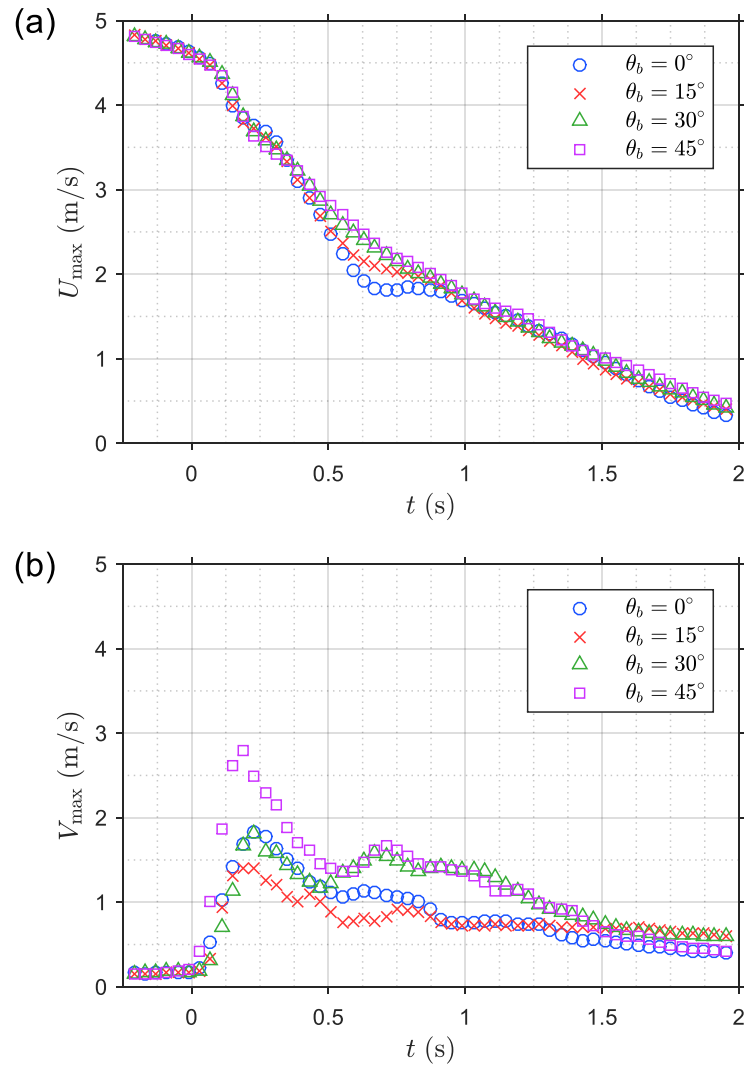 (a)
5
4
3
2
1
0
U_max (m/s)
0 0.5 1 1.5 2
t (s)
θ_b = 0°
θ_b = 15°
θ_b = 30°
θ_b = 45°
(b)
5
4
3
2
1
0
V_max (m/s)
0 0.5 1 1.5 2
t (s)
θ_b = 0°
θ_b = 15°
θ_b = 30°
θ_b = 45°